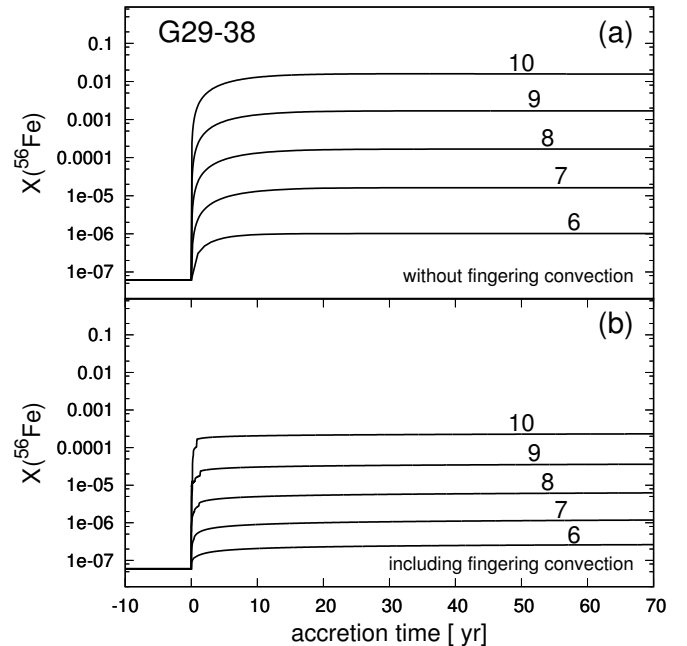 G29-38
(a)
X(⁵⁶Fe)
0.1
0.01
0.001
0.0001
1e-05
1e-06
1e-07
10
9
8
7
6
without fingering convection
(b)
X(⁵⁶Fe)
0.1
0.01
0.001
0.0001
1e-05
1e-06
1e-07
10
9
8
7
6
including fingering convection
-10 0 10 20 30 40 50 60 70
accretion time [ yr]